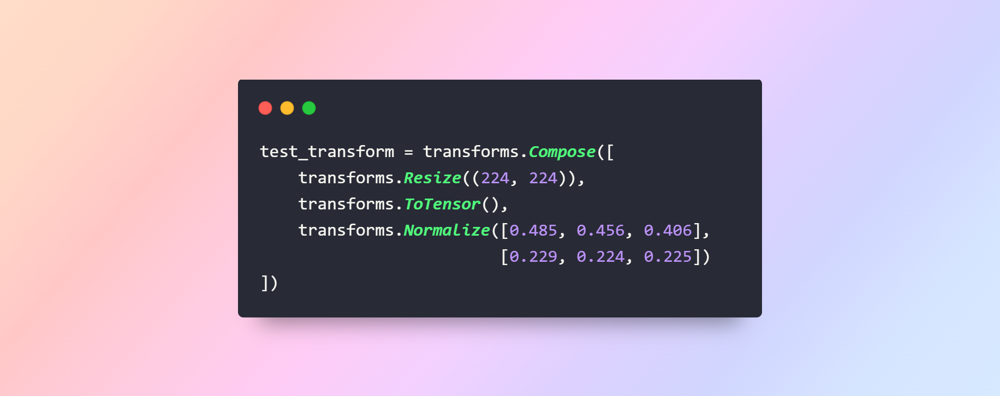 test_transform = transforms.Compose([
    transforms.Resize((224, 224)),
    transforms.ToTensor(),
    transforms.Normalize([0.485, 0.456, 0.406],
                         [0.229, 0.224, 0.225])
])